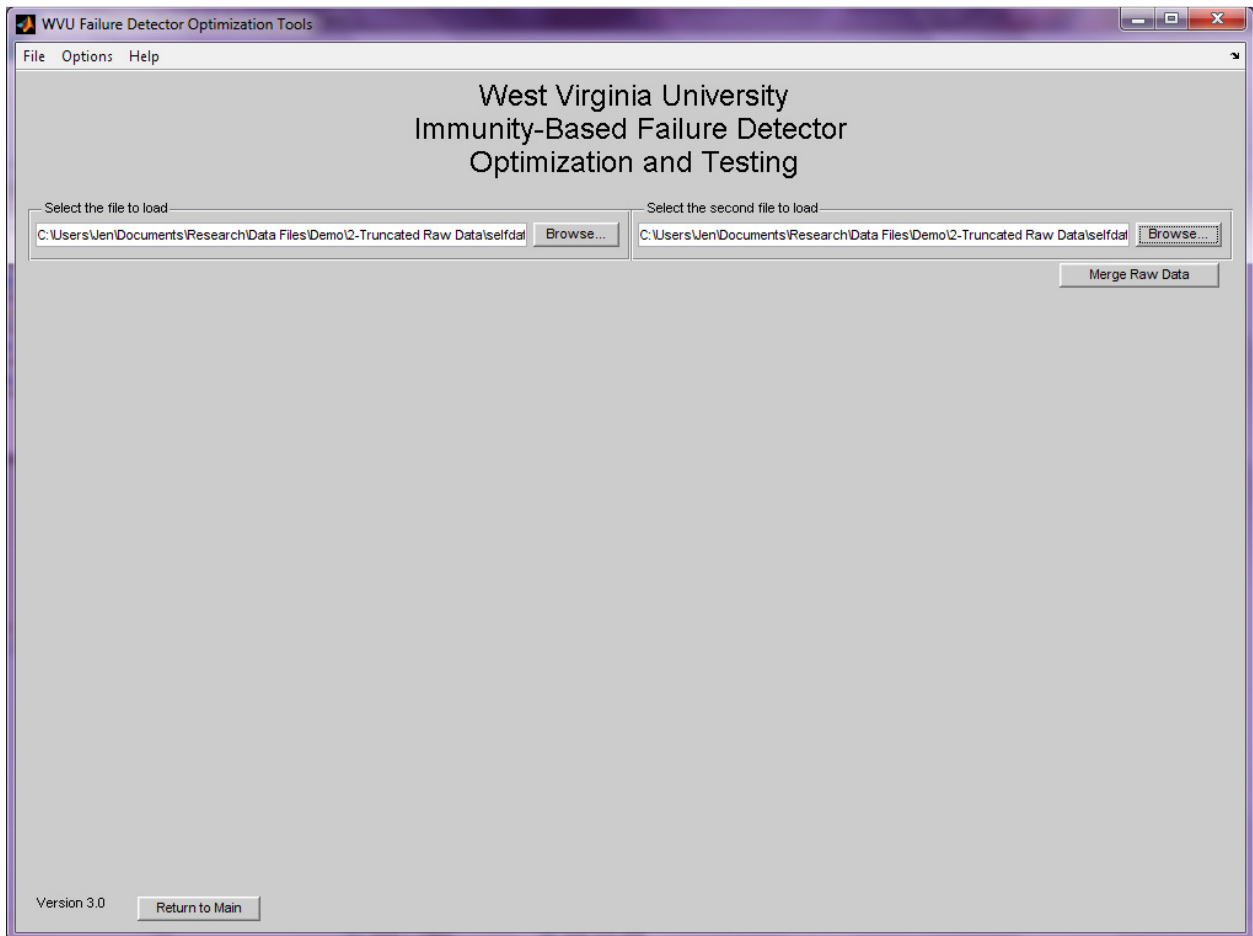 WVU Failure Detector Optimization Tools
File Options Help
West Virginia University
Immunity-Based Failure Detector
Optimization and Testing
Select the file to load
C:\Users\Jen\Documents\Research\Data Files\Demo\2-Truncated Raw Data\selfdat
Browse...
Select the second file to load
C:\Users\Jen\Documents\Research\Data Files\Demo\2-Truncated Raw Data\selfdat
Browse...
Merge Raw Data
Version 3.0
Return to Main